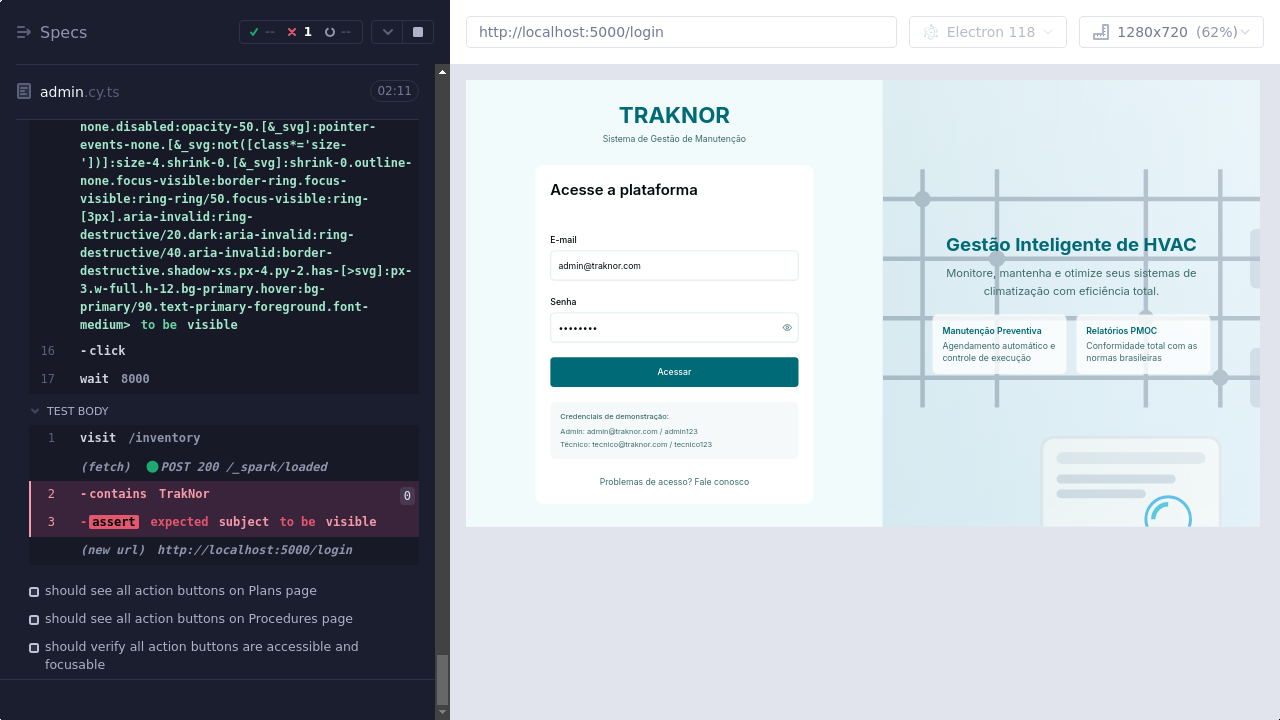 Specs
-- 1 --
admin.cy.ts
02:11
none.disabled:opacity-50.[&_svg]:pointer-
events-none.[&_svg:not([class*='size-
'])]:size-4.shrink-0.[&_svg]:shrink-0.outline-
none.focus-visible:border-ring.focus-
visible:ring-ring/50.focus-visible:ring-
[3px].aria-invalid:ring-
destructive/20.dark:aria-invalid:ring-
destructive/40.aria-invalid:border-
destructive.shadow-xs.px-4.py-2.has-[>svg]:px-
3.w-full.h-12.bg-primary.hover:bg-
primary/90.text-primary-foreground.font-
medium> to be visible
16 -click
17 wait 8000
TEST BODY
1 visit /inventory
(fetch) POST 200 /_spark/loaded
2 -contains TrakNor 0
3 -assert expected subject to be visible
(new url) http://localhost:5000/login
should see all action buttons on Plans page
should see all action buttons on Procedures page
should verify all action buttons are accessible and
focusable
http://localhost:5000/login
Electron 118
1280x720 (62%)
TRAKNOR
Sistema de Gestão de Manutenção
Acesse a plataforma
E-mail
admin@traknor.com
Senha
••••••••
Acessar
Credenciais de demonstração:
Admin: admin@traknor.com / admin123
Técnico: tecnico@traknor.com / tecnico123
Problemas de acesso? Fale conosco
Gestão Inteligente de HVAC
Monitore, mantenha e otimize seus sistemas de
climatização com eficiência total.
Manutenção Preventiva
Agendamento automático e
controle de execução
Relatórios PMOC
Conformidade total com as
normas brasileiras